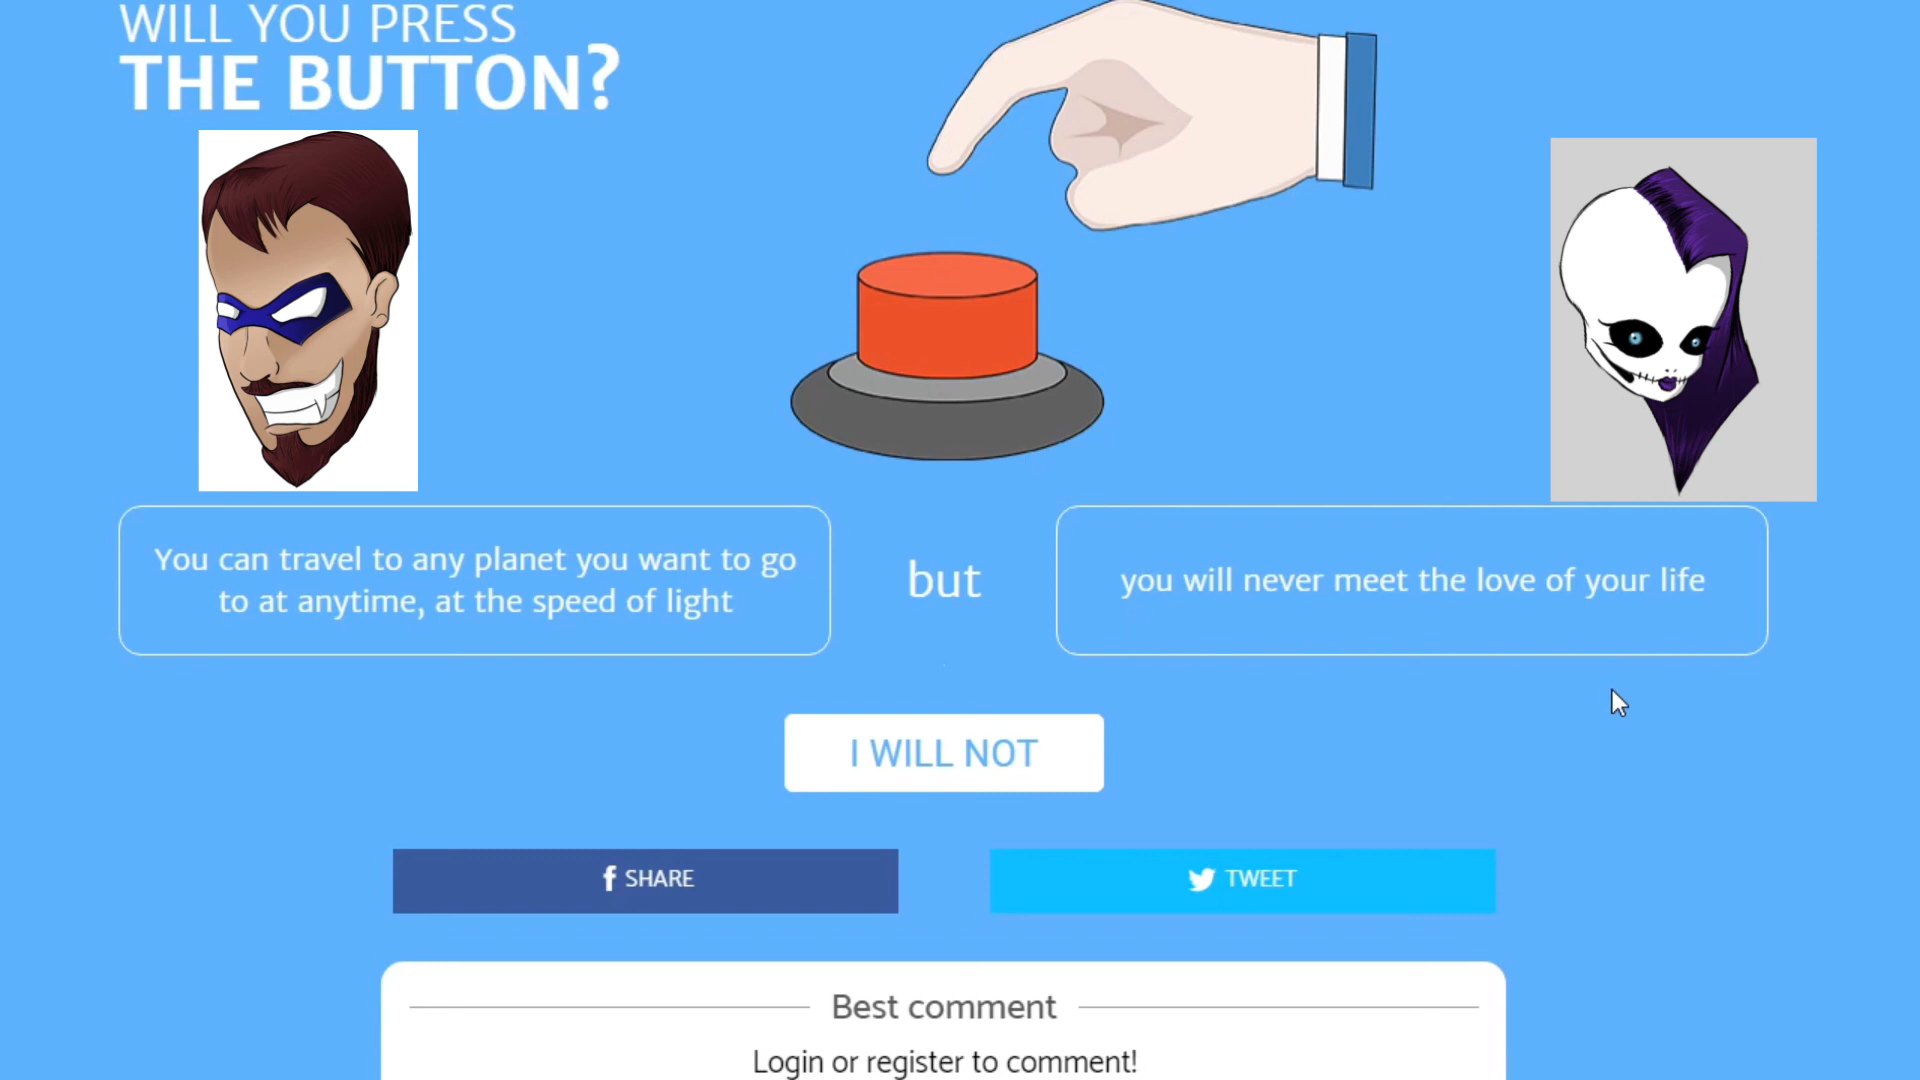 WILL YOU PRESS
THE BUTTON?
You can travel to any planet you want to go
to at anytime, at the speed of light
but
you will never meet the love of your life
I WILL NOT
SHARE
TWEET
Best comment
Login or register to comment!